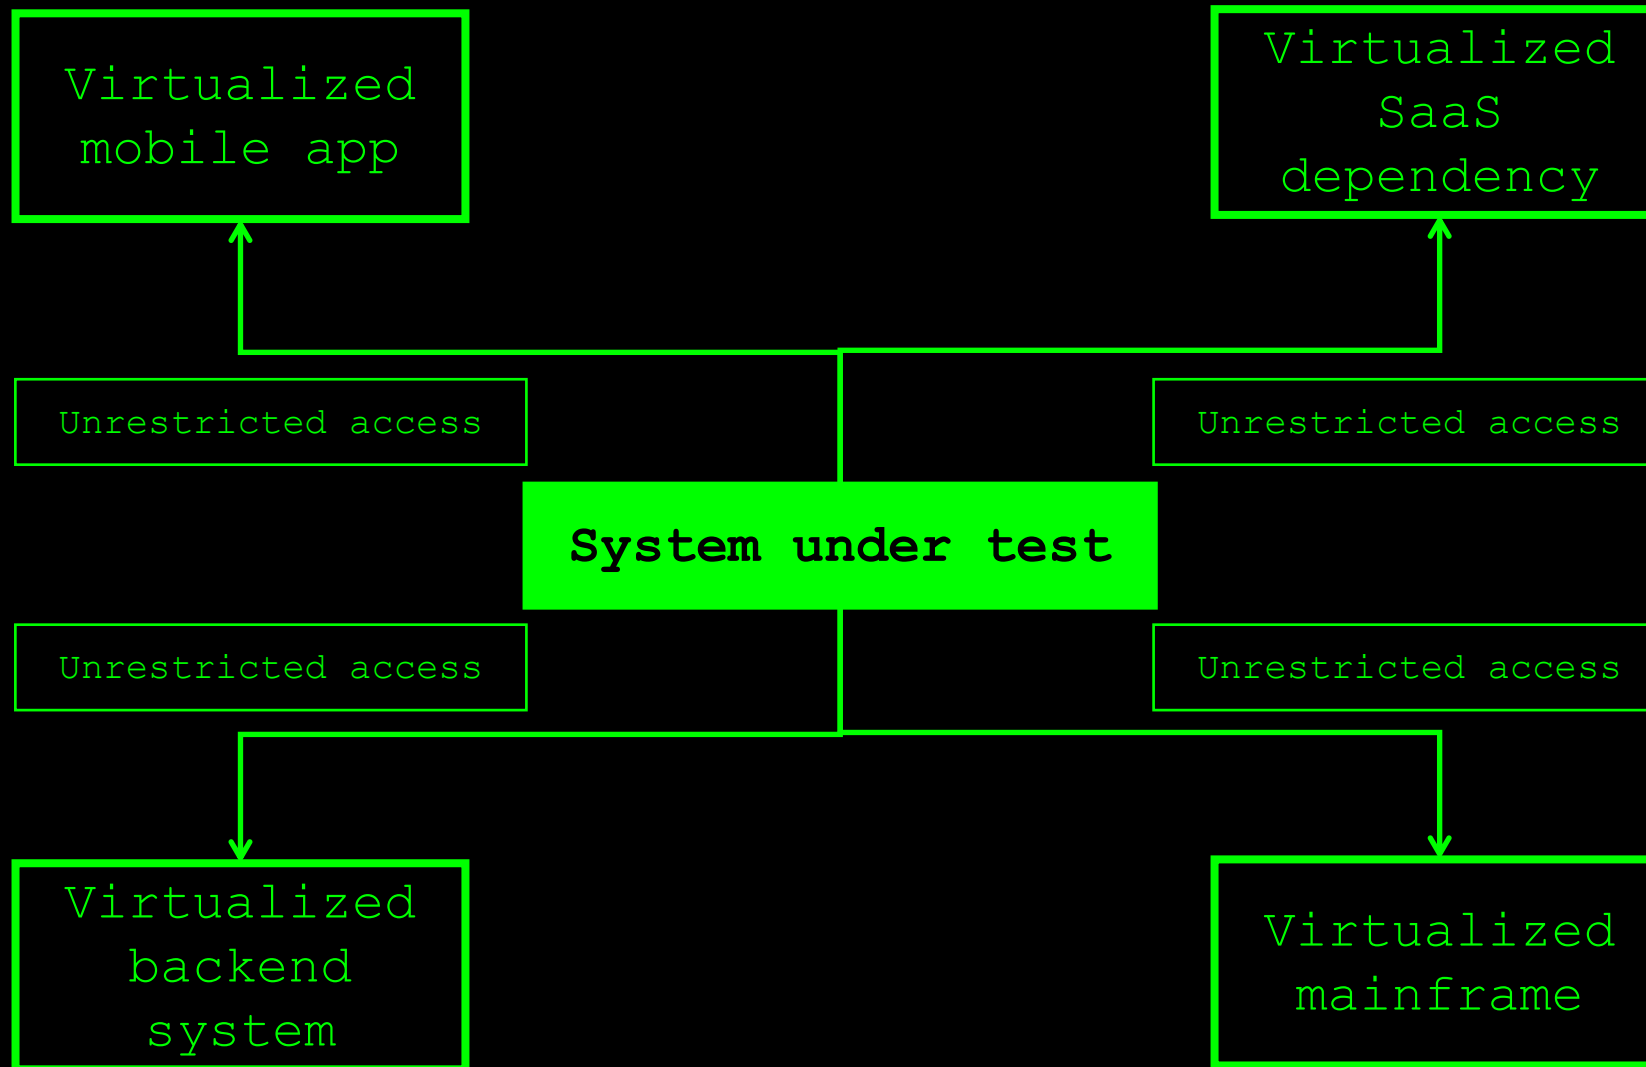 Virtualized
mobile app
Virtualized
SaaS
dependency
Unrestricted access
Unrestricted access
System under test
Unrestricted access
Unrestricted access
Virtualized
backend
system
Virtualized
mainframe